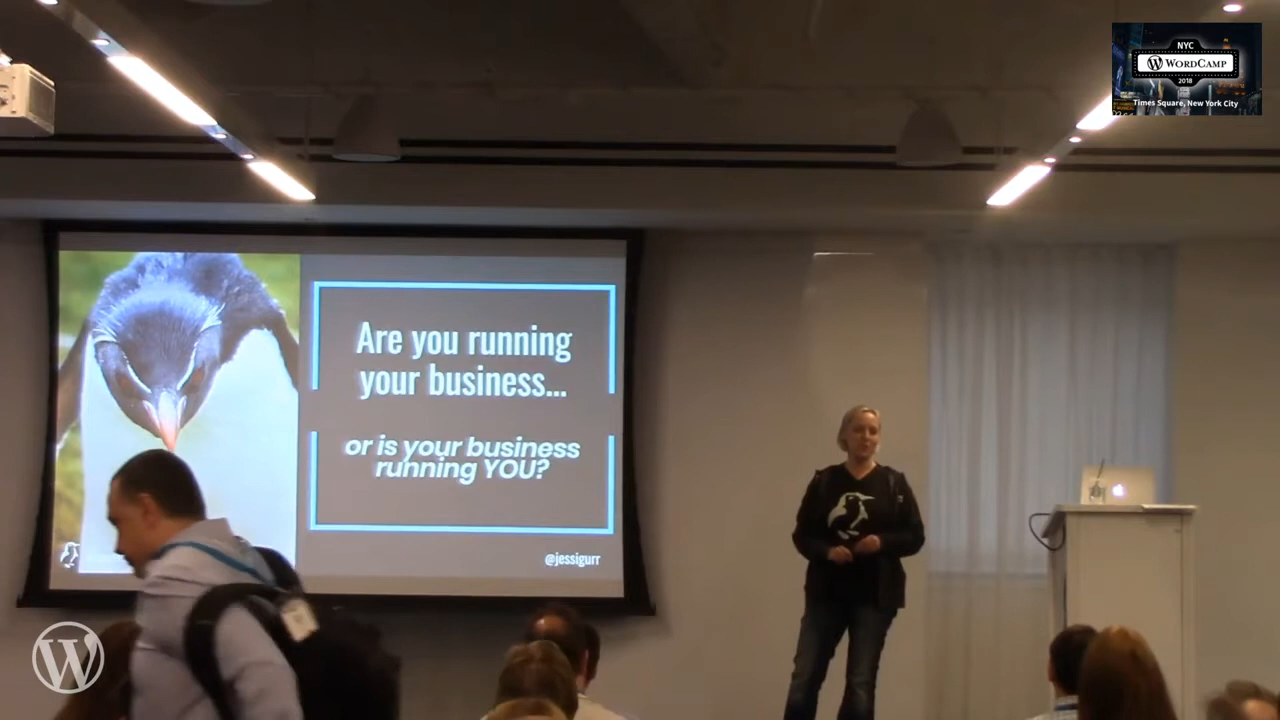 NYC
WORDCAMP
2018
Times Square, New York City
Are you running
your business...
or is your business
running YOU?
@jessigurr